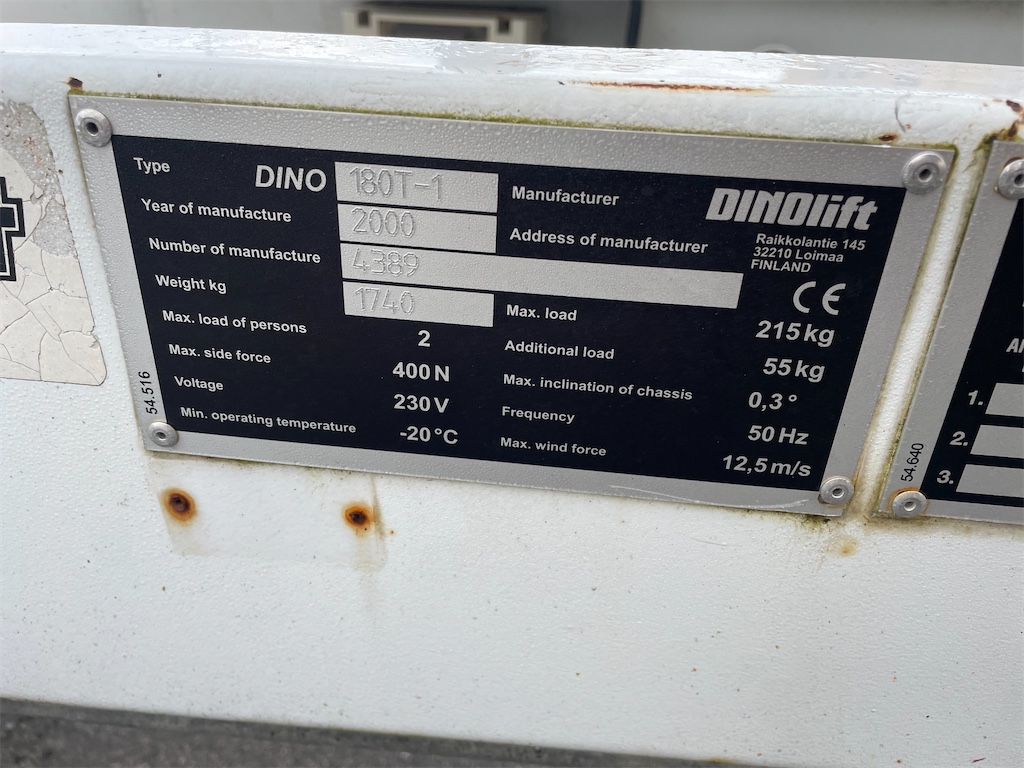 Type DINO 180T-1
Year of manufacture 2000
Number of manufacture 4389
Weight kg 1740
Max. load of persons 2
Max. side force 400 N
Voltage 230 V
Min. operating temperature -20 °C
Manufacturer DINOlift
Address of manufacturer Raikkolantie 145
32210 Loimaa
FINLAND
CE
Max. load 215 kg
Additional load 55 kg
Max. inclination of chassis 0,3 °
Frequency 50 Hz
Max. wind force 12,5 m/s
54.516
1.
2.
3.
54.640